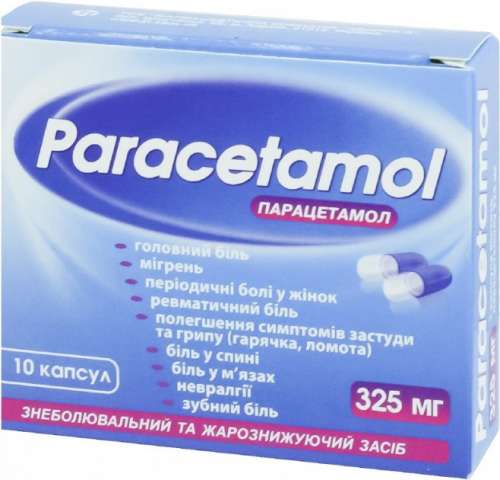 Paracetamol
ПАРАЦЕТАМОЛ
головний біль
мігрень
періодичні болі у жінок
ревматичний біль
полегшення симптомів застуди
та грипу (гарячка, ломота)
біль у спині
біль у м'язах
невралгії
зубний біль
10 капсул
325 мг
ЗНЕБОЛЮВАЛЬНИЙ ТА ЖАРОЗНИЖУЮЧИЙ ЗАСІБ